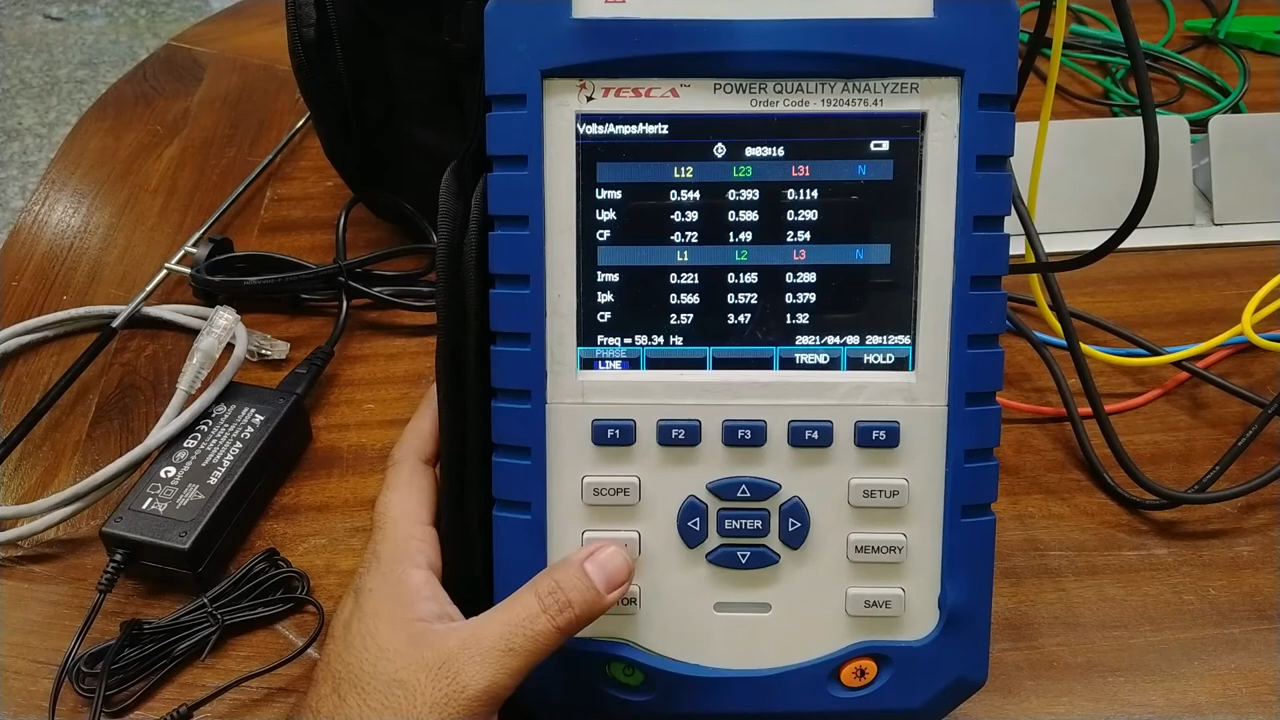 TESCA™
POWER QUALITY ANALYZER
Order Code - 19204576.41
Volts/Amps/Hertz
0:03:16
L12 L23 L31 N
Urms 0.544 0.393 0.114
Upk -0.39 0.586 0.290
CF -0.72 1.49 2.54
L1 L2 L3 N
Irms 0.221 0.165 0.288
Ipk 0.566 0.572 0.379
CF 2.57 3.47 1.32
Freq = 58.34 Hz 2021/04/08 20:12:56
PHASE
LINE TREND HOLD
F1 F2 F3 F4 F5
SCOPE SETUP
ENTER
MEMORY
TOR SAVE
AC ADAPTER